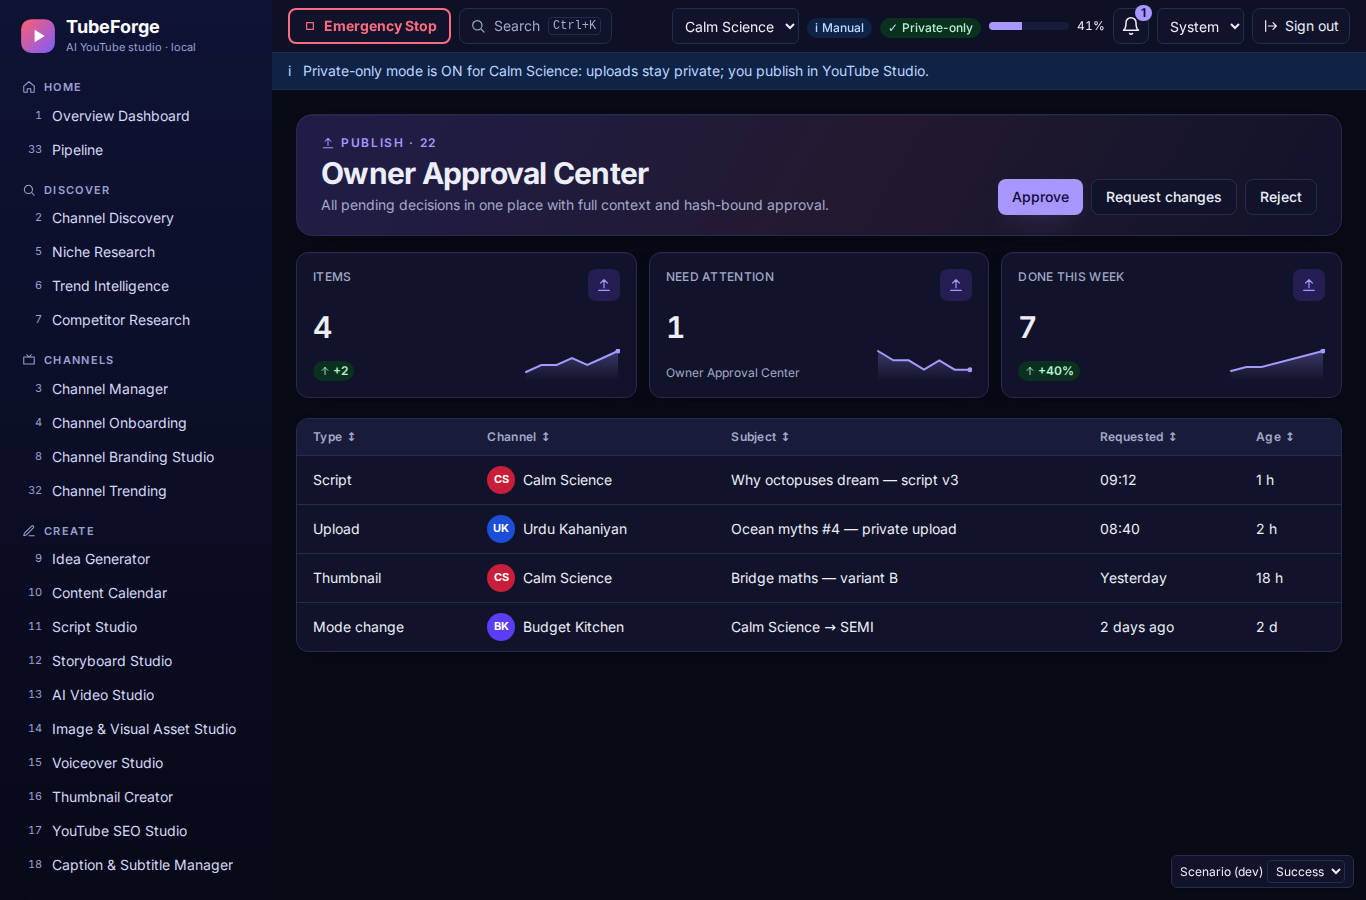 TubeForge
AI YouTube studio · local
HOME
1 Overview Dashboard
33 Pipeline
DISCOVER
2 Channel Discovery
5 Niche Research
6 Trend Intelligence
7 Competitor Research
CHANNELS
3 Channel Manager
4 Channel Onboarding
8 Channel Branding Studio
32 Channel Trending
CREATE
9 Idea Generator
10 Content Calendar
11 Script Studio
12 Storyboard Studio
13 AI Video Studio
14 Image & Visual Asset Studio
15 Voiceover Studio
16 Thumbnail Creator
17 YouTube SEO Studio
18 Caption & Subtitle Manager
Emergency Stop Search Ctrl+K Calm Science i Manual ✓ Private-only 41% 1 System Sign out
i Private-only mode is ON for Calm Science: uploads stay private; you publish in YouTube Studio.
PUBLISH · 22
Owner Approval Center
All pending decisions in one place with full context and hash-bound approval.
Approve Request changes Reject
ITEMS
4
↑ +2
NEED ATTENTION
1
Owner Approval Center
DONE THIS WEEK
7
↑ +40%
Type ↕ Channel ↕ Subject ↕ Requested ↕ Age ↕
Script CS Calm Science Why octopuses dream — script v3 09:12 1 h
Upload UK Urdu Kahaniyan Ocean myths #4 — private upload 08:40 2 h
Thumbnail CS Calm Science Bridge maths — variant B Yesterday 18 h
Mode change BK Budget Kitchen Calm Science → SEMI 2 days ago 2 d
Scenario (dev) Success